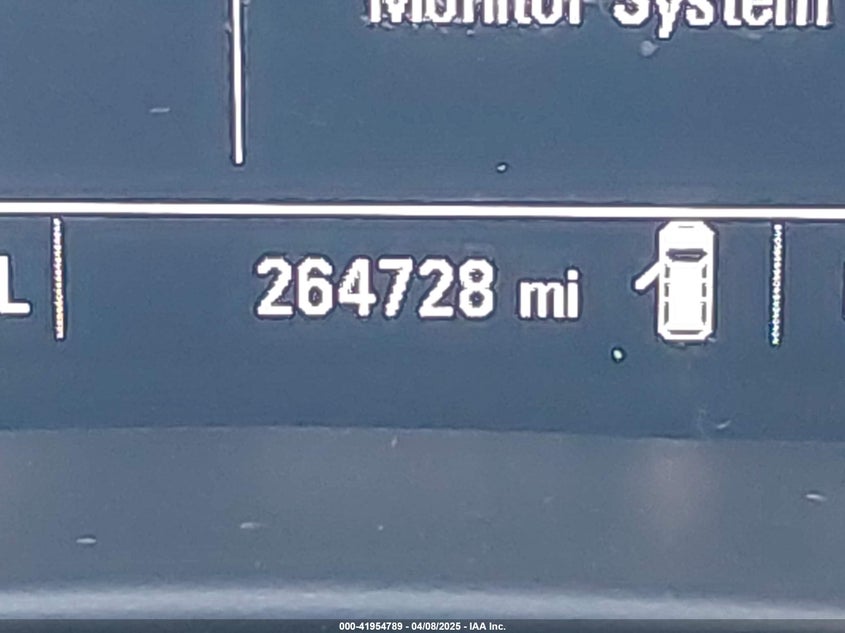 Monitor System
L
264728 mi
000-41954789 - 04/08/2025 - IAA Inc.